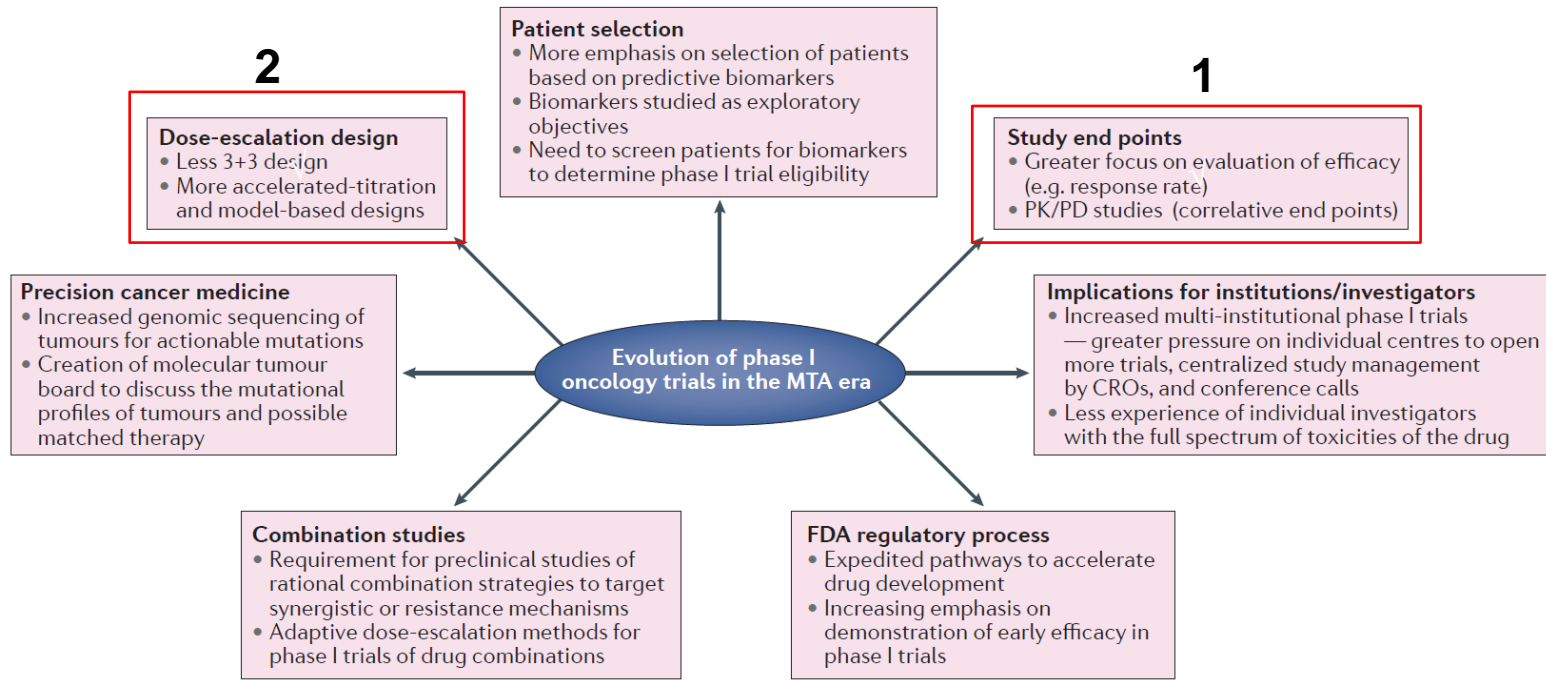 Patient selection
• More emphasis on selection of patients
based on predictive biomarkers
• Biomarkers studied as exploratory
objectives
• Need to screen patients for biomarkers
to determine phase I trial eligibility
2
Dose-escalation design
• Less 3+3 design
• More accelerated-titration
and model-based designs
1
Study end points
• Greater focus on evaluation of efficacy
(e.g. response rate)
• PK/PD studies (correlative end points)
Precision cancer medicine
• Increased genomic sequencing of
tumours for actionable mutations
• Creation of molecular tumour
board to discuss the mutational
profiles of tumours and possible
matched therapy
Evolution of phase I
oncology trials in the MTA era
Implications for institutions/investigators
• Increased multi-institutional phase I trials
— greater pressure on individual centres to open
more trials, centralized study management
by CROs, and conference calls
• Less experience of individual investigators
with the full spectrum of toxicities of the drug
Combination studies
• Requirement for preclinical studies of
rational combination strategies to target
synergistic or resistance mechanisms
• Adaptive dose-escalation methods for
phase I trials of drug combinations
FDA regulatory process
• Expedited pathways to accelerate
drug development
• Increasing emphasis on
demonstration of early efficacy in
phase I trials